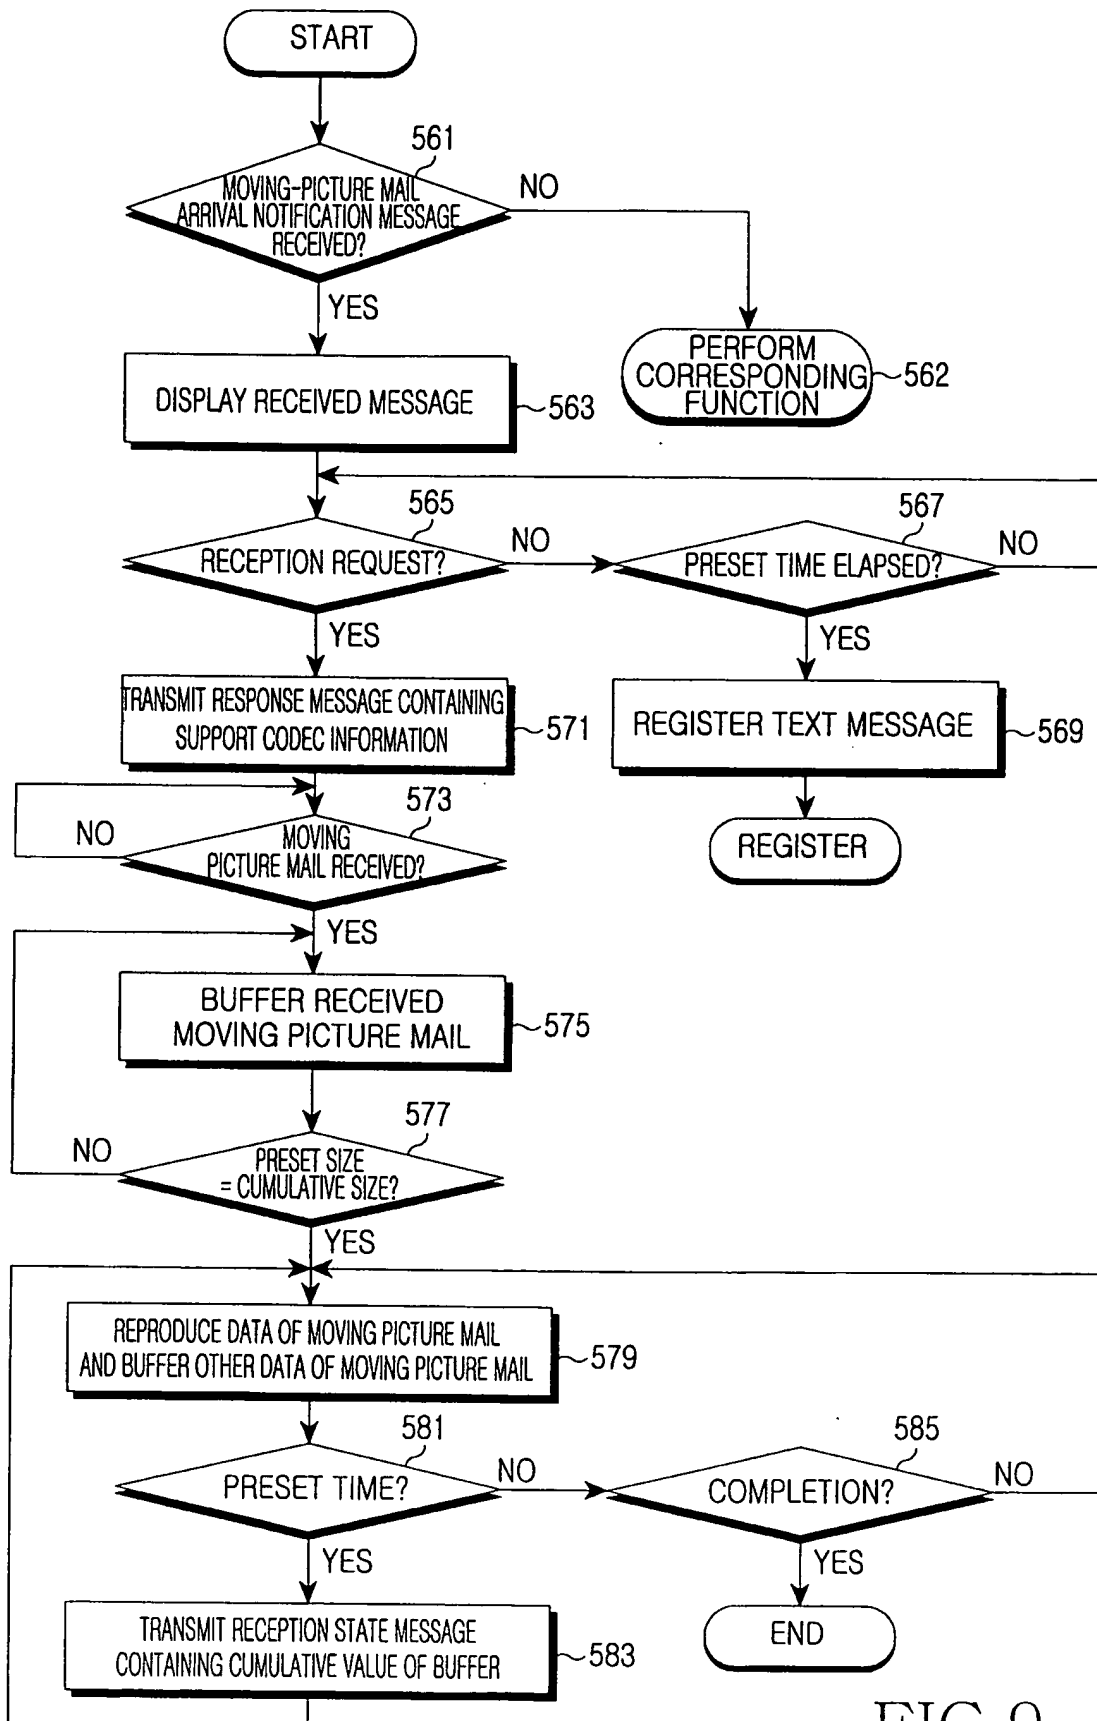 START
561
MOVING-PICTURE MAIL
ARRIVAL NOTIFICATION MESSAGE
RECEIVED?
NO
YES
PERFORM
CORRESPONDING
FUNCTION
562
DISPLAY RECEIVED MESSAGE
563
565
RECEPTION REQUEST?
NO
567
PRESET TIME ELAPSED?
NO
YES
YES
TRANSMIT RESPONSE MESSAGE CONTAINING
SUPPORT CODEC INFORMATION
571
REGISTER TEXT MESSAGE
569
573
MOVING
PICTURE MAIL RECEIVED?
NO
REGISTER
YES
BUFFER RECEIVED
MOVING PICTURE MAIL
575
577
PRESET SIZE
= CUMULATIVE SIZE?
NO
YES
REPRODUCE DATA OF MOVING PICTURE MAIL
AND BUFFER OTHER DATA OF MOVING PICTURE MAIL
579
581
PRESET TIME?
NO
585
COMPLETION?
NO
YES
YES
TRANSMIT RECEPTION STATE MESSAGE
CONTAINING CUMULATIVE VALUE OF BUFFER
583
END